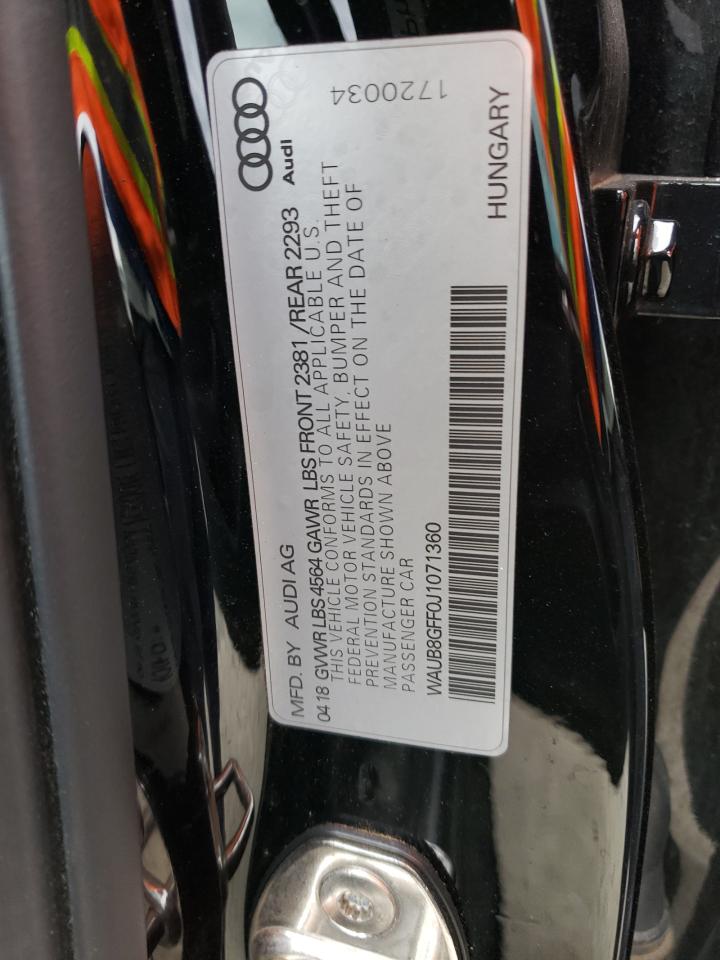 Audi
MFD. BY AUDI AG
04 18 GVWR LBS 4564 GAWR LBS FRONT 2381 /REAR 2293
THIS VEHICLE CONFORMS TO ALL APPLICABLE U.S.
FEDERAL MOTOR VEHICLE SAFETY, BUMPER AND THEFT
PREVENTION STANDARDS IN EFFECT ON THE DATE OF
MANUFACTURE SHOWN ABOVE
PASSENGER CAR
WAUB8GFF0J1071360
HUNGARY
1720034